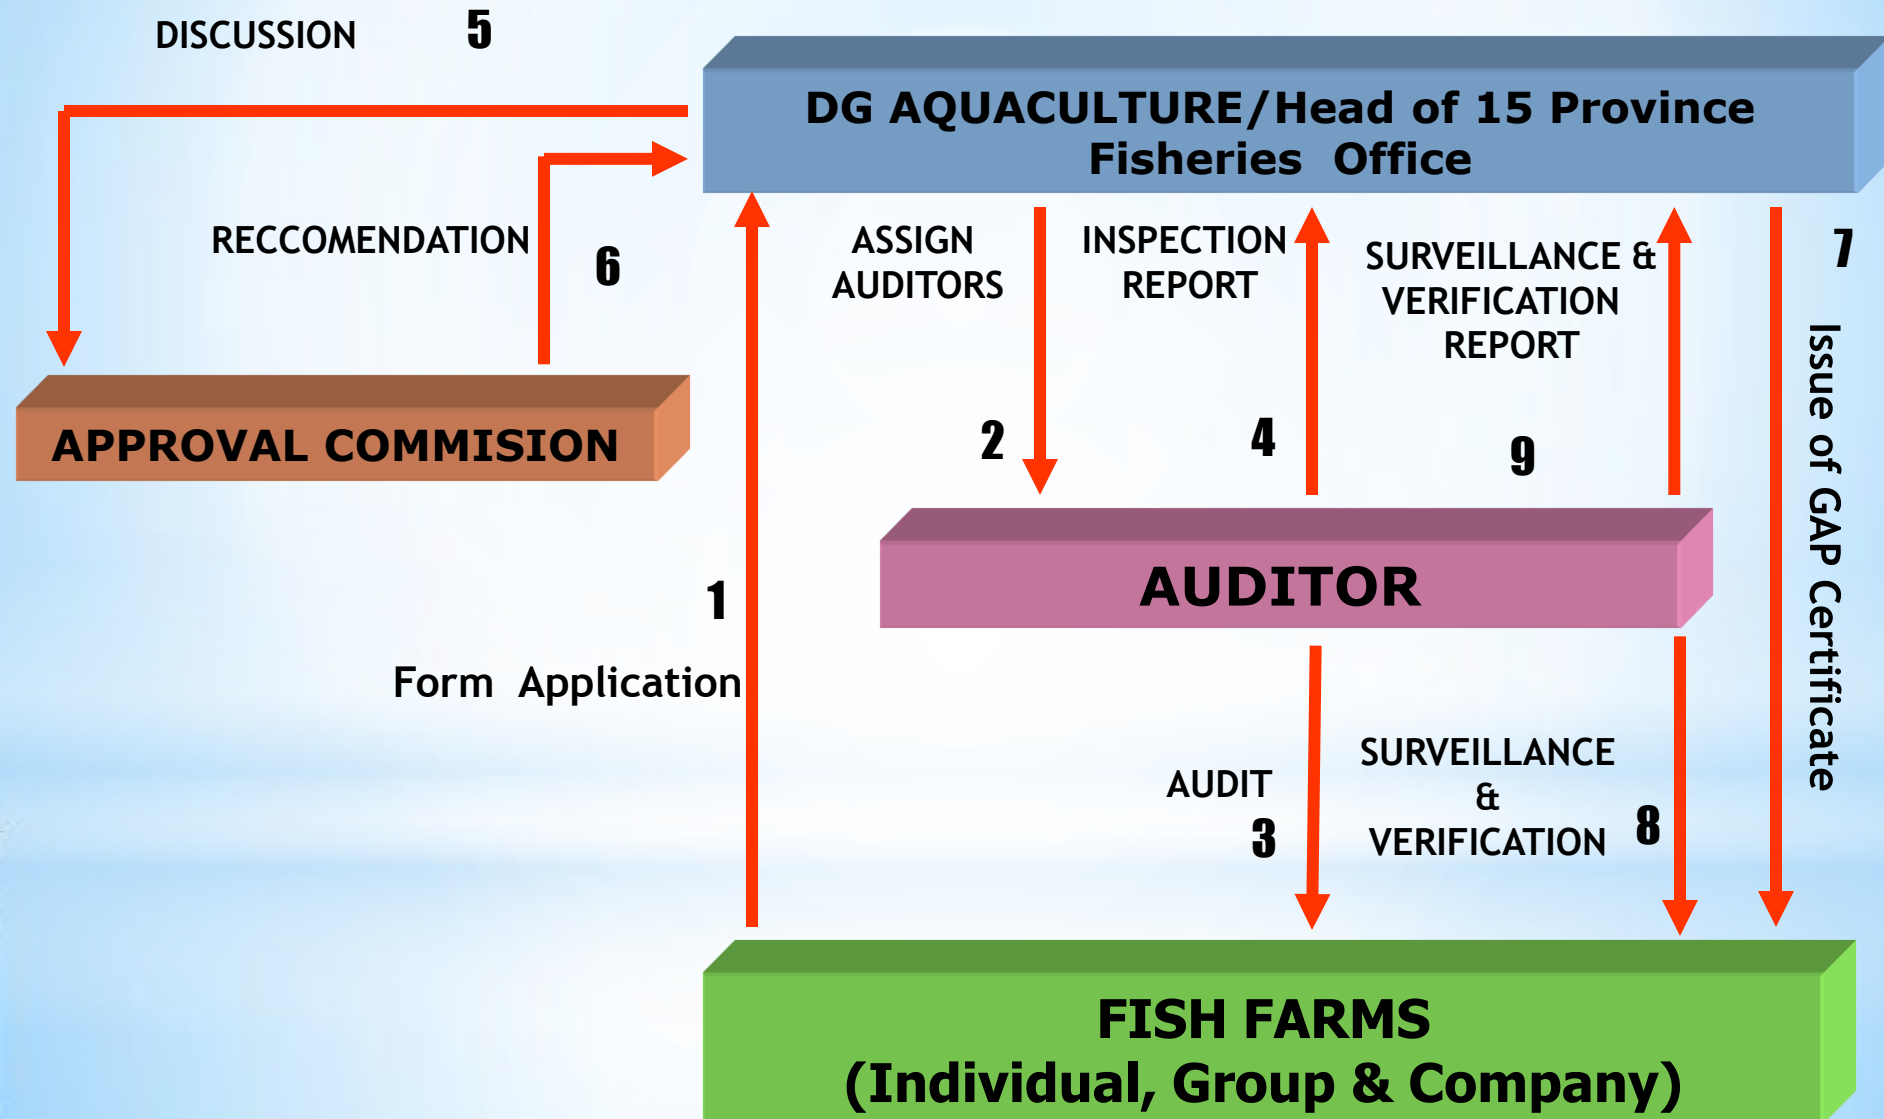 DISCUSSION 5
DG AQUACULTURE/Head of 15 Province
Fisheries Office
RECCOMENDATION
6
ASSIGN
AUDITORS
INSPECTION
REPORT
SURVEILLANCE &
VERIFICATION
REPORT
7
Issue of GAP Certificate
APPROVAL COMMISION
2
4
9
AUDITOR
1
Form Application
AUDIT
3
SURVEILLANCE
&
VERIFICATION
8
FISH FARMS
(Individual, Group & Company)